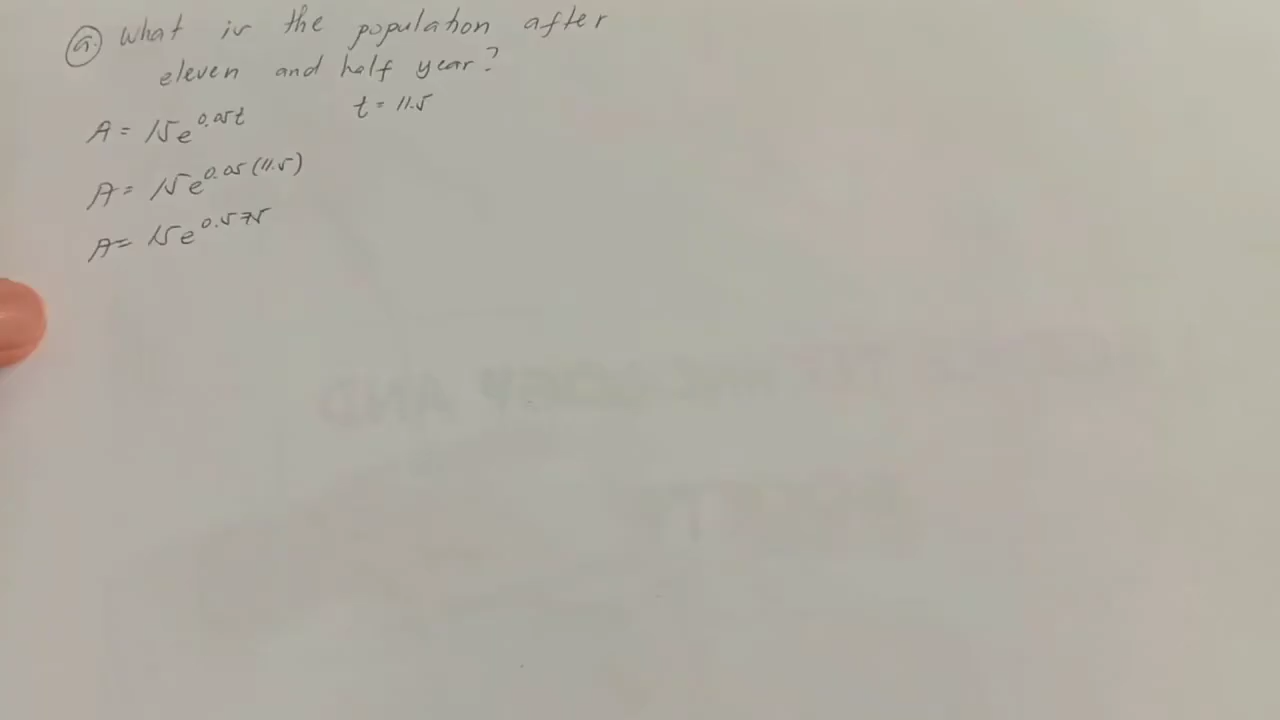 a. What is the population after
eleven and half year?
t = 11.5
A = 15e^0.05t
A = 15e^0.05(11.5)
A = 15e^0.575